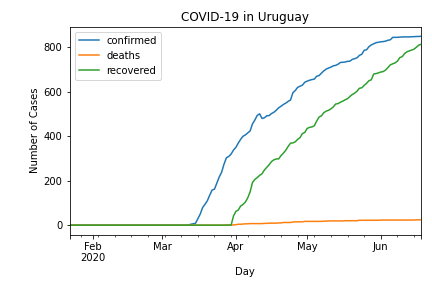 COVID-19 in Uruguay
confirmed
deaths
recovered
Number of Cases
800
600
400
200
0
Feb Mar Apr May Jun
2020
Day